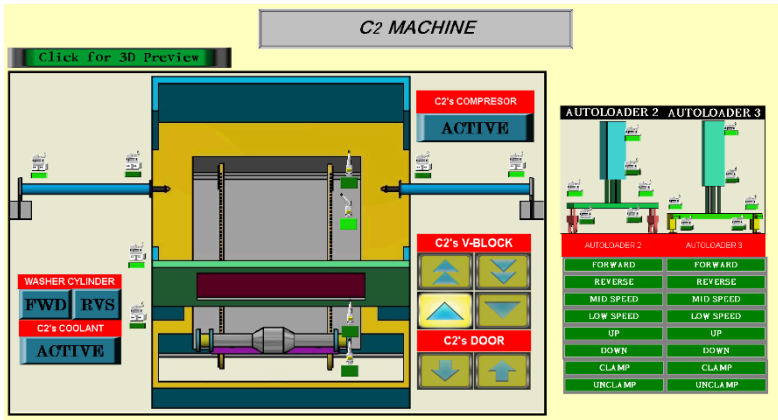 C2 MACHINE
Click for 3D Preview
C2's COMPRESOR
ACTIVE
AUTOLOADER 2 AUTOLOADER 3
C2's V-BLOCK
WASHER CYLINDER
FWD RVS
C2's COOLANT
ACTIVE
C2's DOOR
AUTOLOADER 2 AUTOLOADER 3
FORWARD FORWARD
REVERSE REVERSE
MID SPEED MID SPEED
LOW SPEED LOW SPEED
UP UP
DOWN DOWN
CLAMP CLAMP
UNCLAMP UNCLAMP